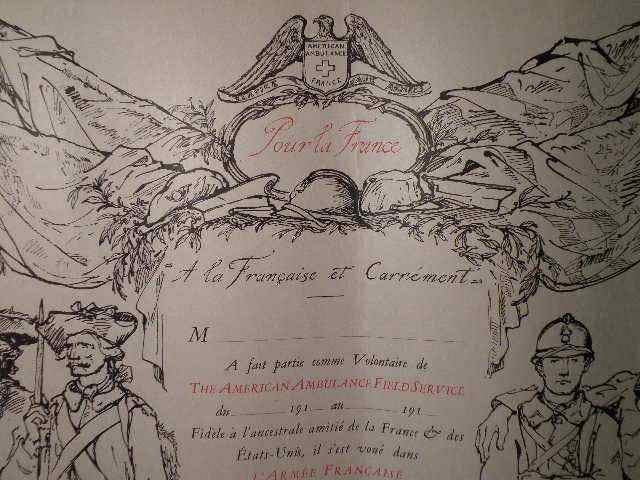 AMERICAN
AMBULANCE
FRANCE
Pour la France
"A la Française et Carrément"
M
A fait partie comme Volontaire de
THE AMERICAN AMBULANCE FIELD SERVICE
du 191 au 191
Fidèle à l'ancestrale amitié de la France & des
États-Unis, il s'est voué dans
L'ARMÉE FRANÇAISE